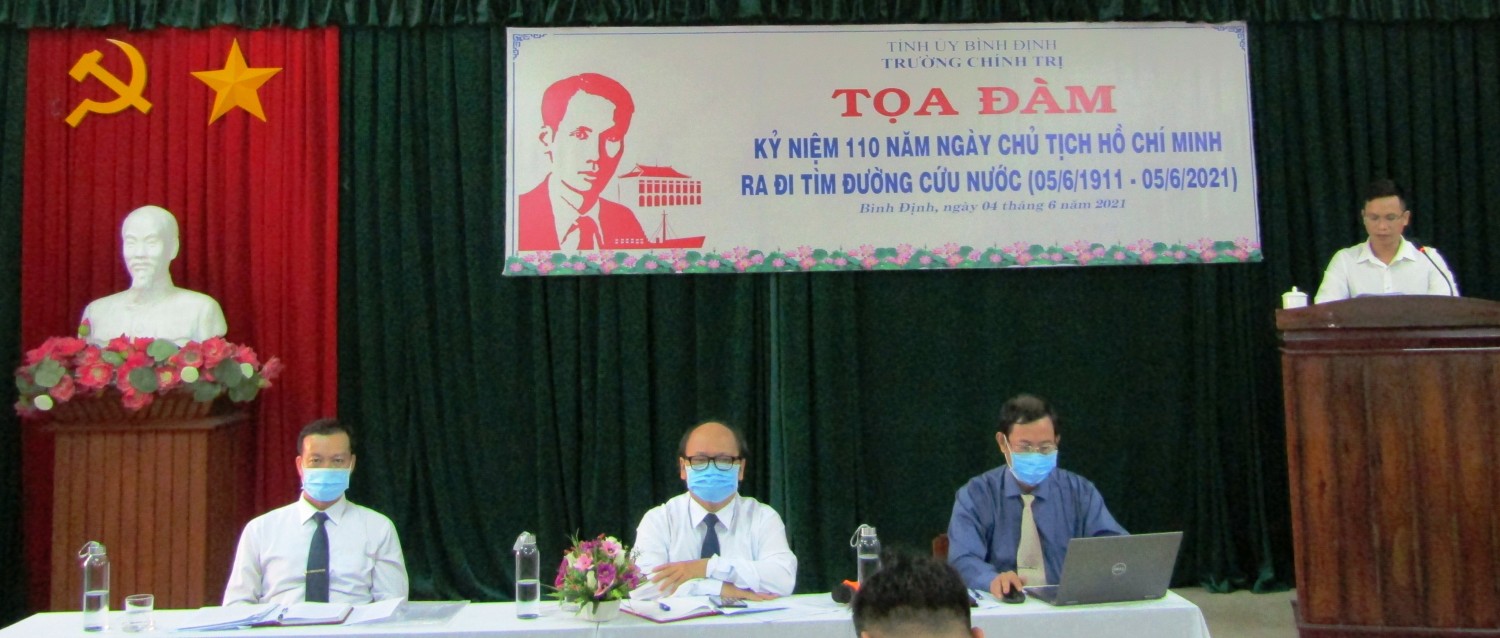 TỈNH ỦY BÌNH ĐỊNH
TRƯỜNG CHÍNH TRỊ
TỌA ĐÀM
KỶ NIỆM 110 NĂM NGÀY CHỦ TỊCH HỒ CHÍ MINH
RA ĐI TÌM ĐƯỜNG CỨU NƯỚC (05/6/1911 - 05/6/2021)
Bình Định, ngày 04 tháng 6 năm 2021
DELL